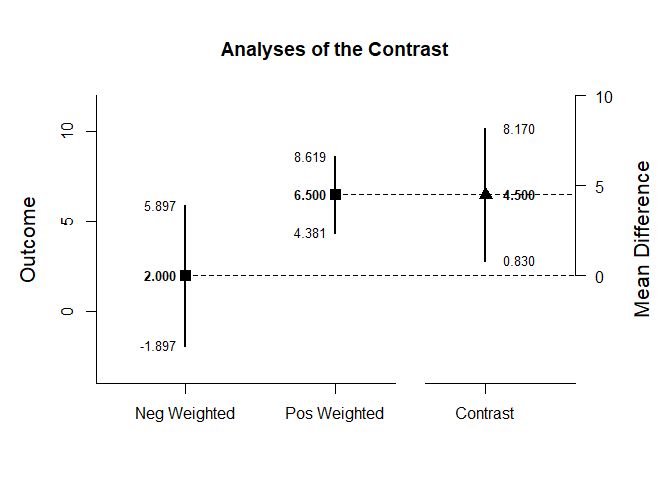 Analyses of the Contrast
Outcome
10
5
0
5.897
2.000
-1.897
8.619
6.500
4.381
8.170
4.500
0.830
10
5
0
Mean Difference
Neg Weighted
Pos Weighted
Contrast